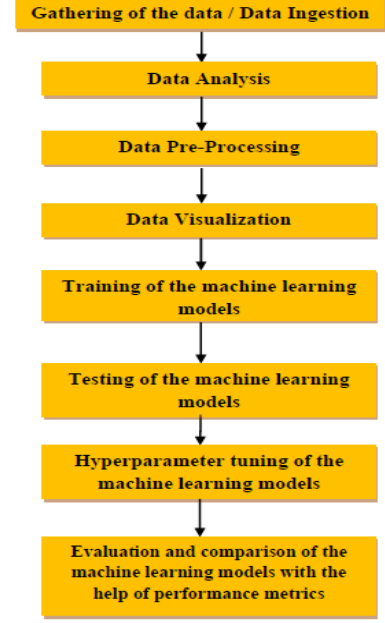 Gathering of the data / Data Ingestion
Data Analysis
Data Pre-Processing
Data Visualization
Training of the machine learning
models
Testing of the machine learning
models
Hyperparameter tuning of the
machine learning models
Evaluation and comparison of the
machine learning models with the
help of performance metrics